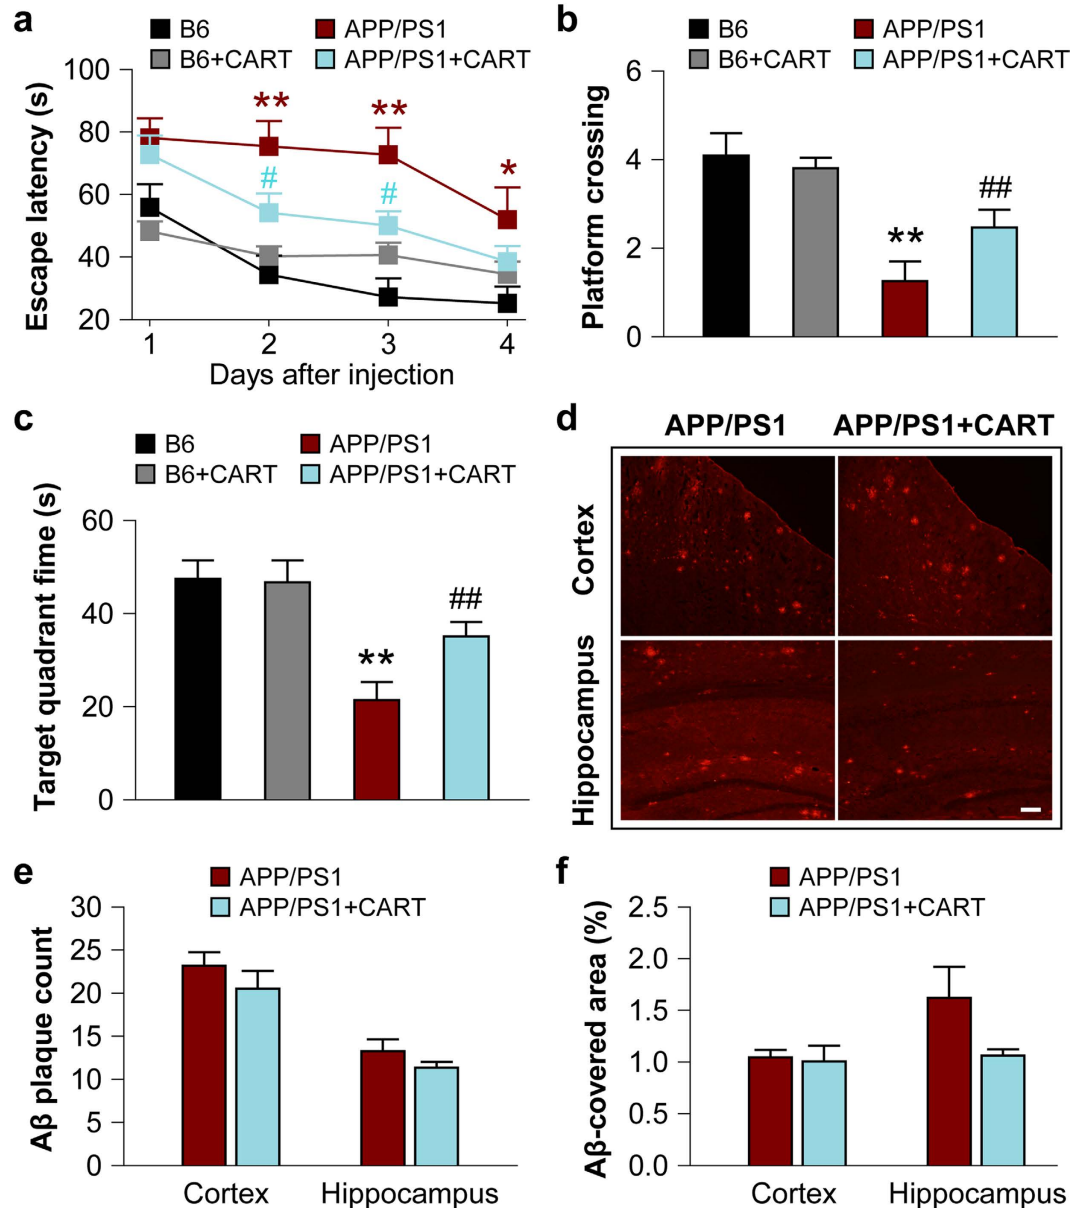 a
B6
APP/PS1
B6+CART
APP/PS1+CART
Escape latency (s)
100
80
60
40
20
**
**
*
#
#
1 2 3 4
Days after injection
b
B6
APP/PS1
B6+CART
APP/PS1+CART
Platform crossing
6
4
2
0
**
##
c
B6
APP/PS1
B6+CART
APP/PS1+CART
Target quadrant fime (s)
60
40
20
0
**
##
d
APP/PS1
APP/PS1+CART
Cortex
Hippocampus
e
APP/PS1
APP/PS1+CART
Aβ plaque count
30
25
20
15
10
5
0
Cortex
Hippocampus
f
APP/PS1
APP/PS1+CART
Aβ-covered area (%)
2.5
2.0
1.5
1.0
0.5
0.0
Cortex
Hippocampus